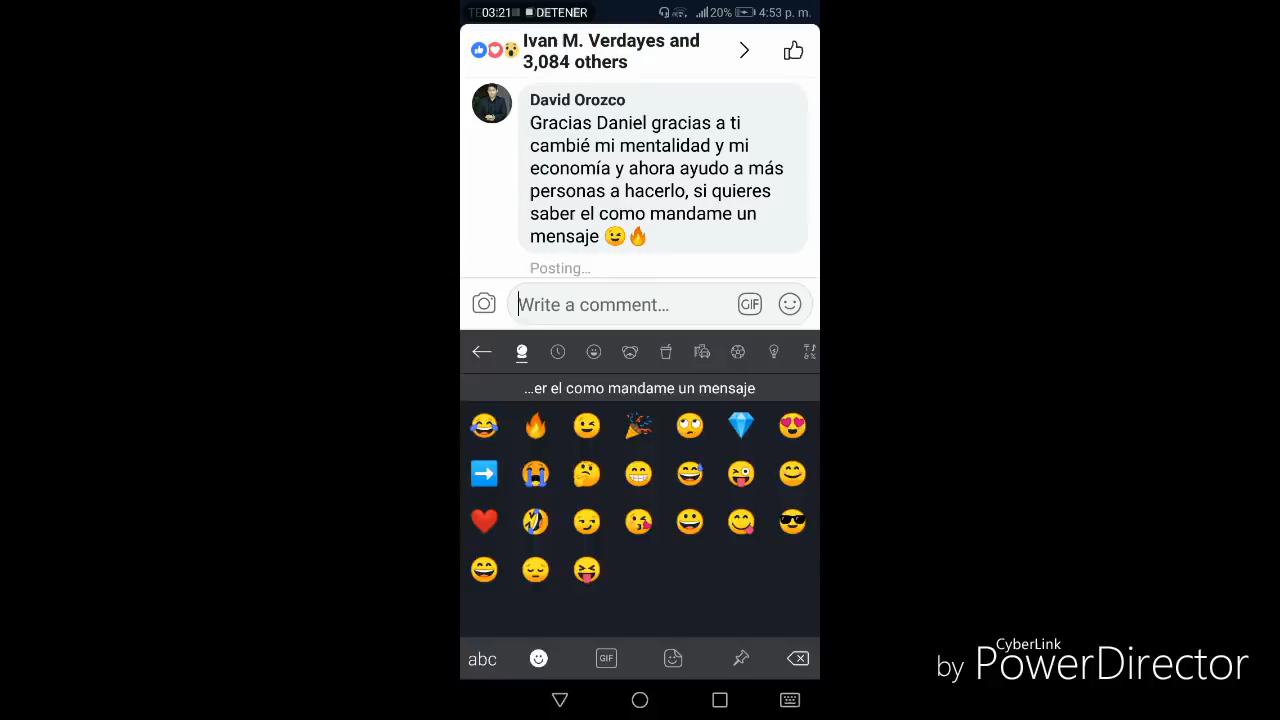 03:21 DETENER 20% 4:53 p. m.
Ivan M. Verdayes and
3,084 others
David Orozco
Gracias Daniel gracias a ti
cambié mi mentalidad y mi
economía y ahora ayudo a más
personas a hacerlo, si quieres
saber el como mandame un
mensaje 😉🔥
Posting...
Write a comment... GIF
...er el como mandame un mensaje
abc GIF
CyberLink
by PowerDirector